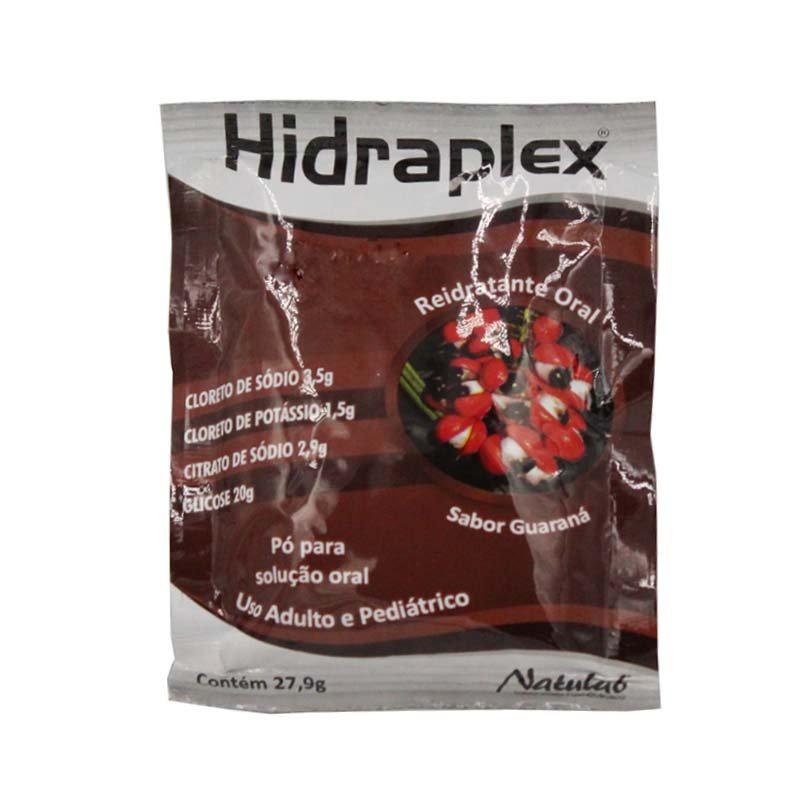 Hidraplex®
Reidratante Oral
CLORETO DE SÓDIO 3,5g
CLORETO DE POTÁSSIO 1,5g
CITRATO DE SÓDIO 2,9g
GLICOSE 20g
Sabor Guaraná
Pó para
solução oral
Uso Adulto e Pediátrico
Contém 27,9g
Natulab